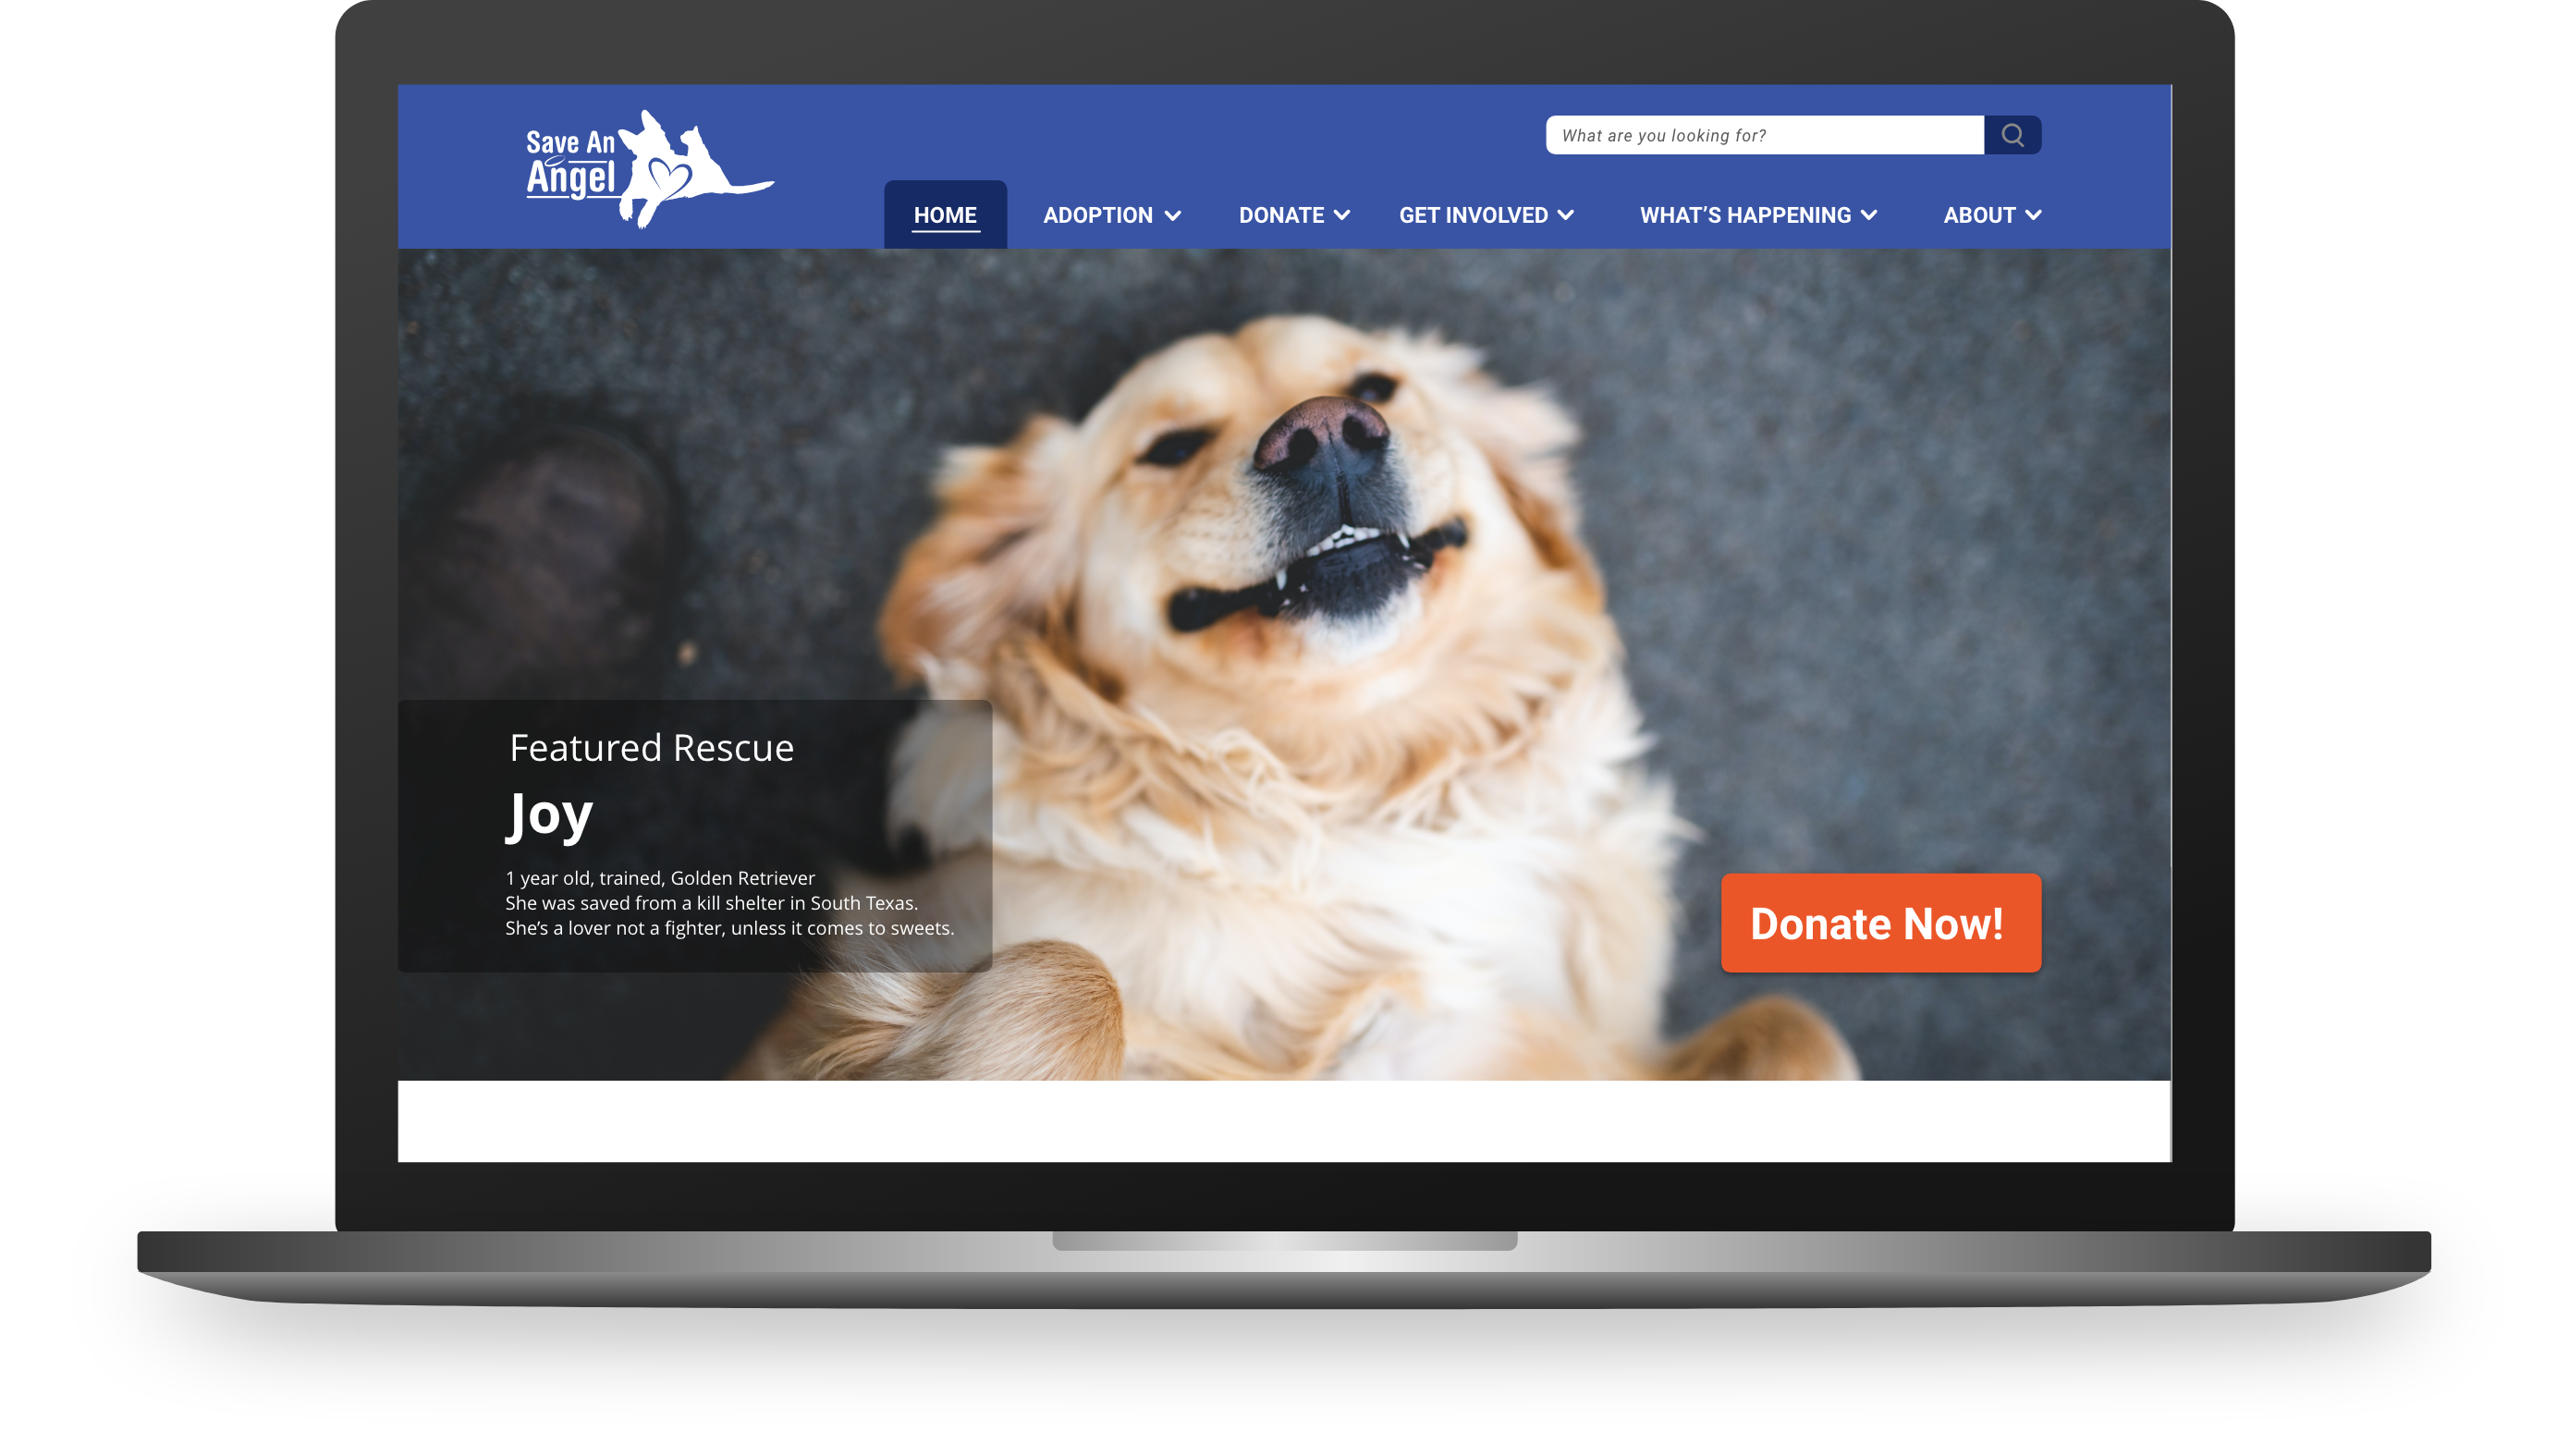 Save An
Angel
What are you looking for?
HOME
ADOPTION
DONATE
GET INVOLVED
WHAT’S HAPPENING
ABOUT
Featured Rescue
Joy
1 year old, trained, Golden Retriever
She was saved from a kill shelter in South Texas.
She’s a lover not a fighter, unless it comes to sweets.
Donate Now!